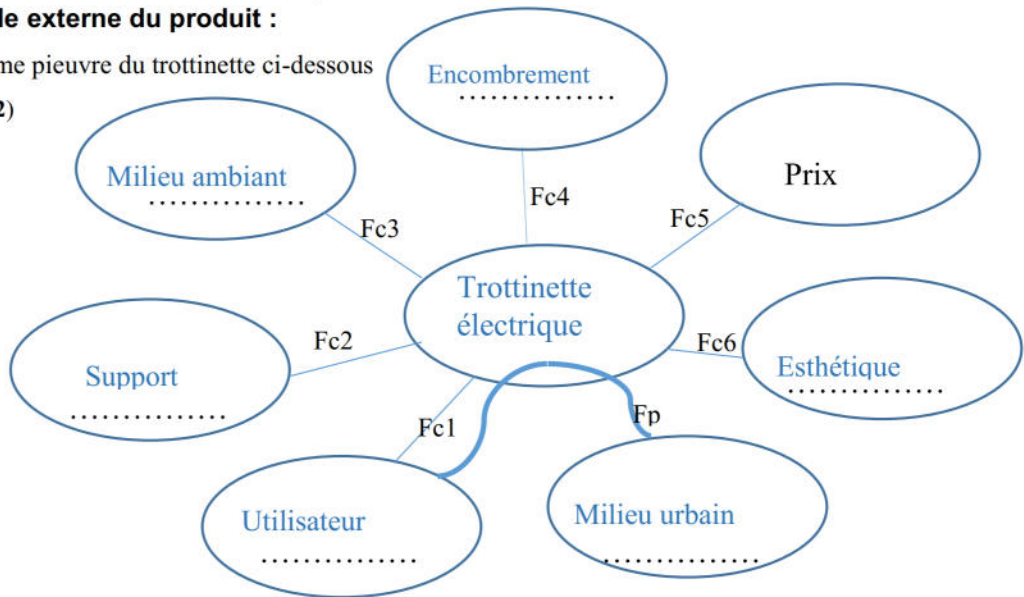 le externe du produit :
me pieuvre du trottinette ci-dessous
2)
Encombrement
...............
Prix
Milieu ambiant
...............
Fc4
Fc5
Fc3
Trottinette
électrique
Fc2
Fc6
Support
...............
Esthétique
...............
Fc1
Fp
Utilisateur
...............
Milieu urbain
...............